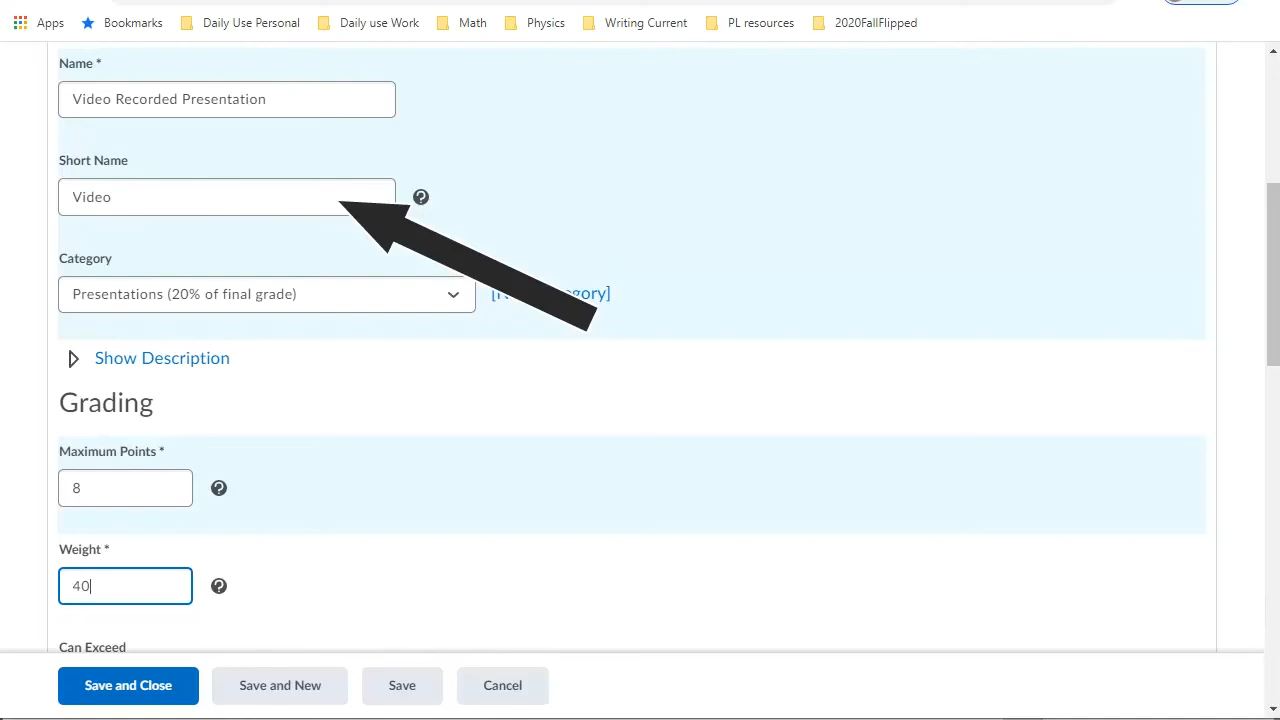 Apps Bookmarks Daily Use Personal Daily use Work Math Physics Writing Current PL resources 2020FallFlipped
Name *
Video Recorded Presentation
Short Name
Video
Category
Presentations (20% of final grade)
Show Description
Grading
Maximum Points *
8
Weight *
40
Can Exceed
Save and Close Save and New Save Cancel